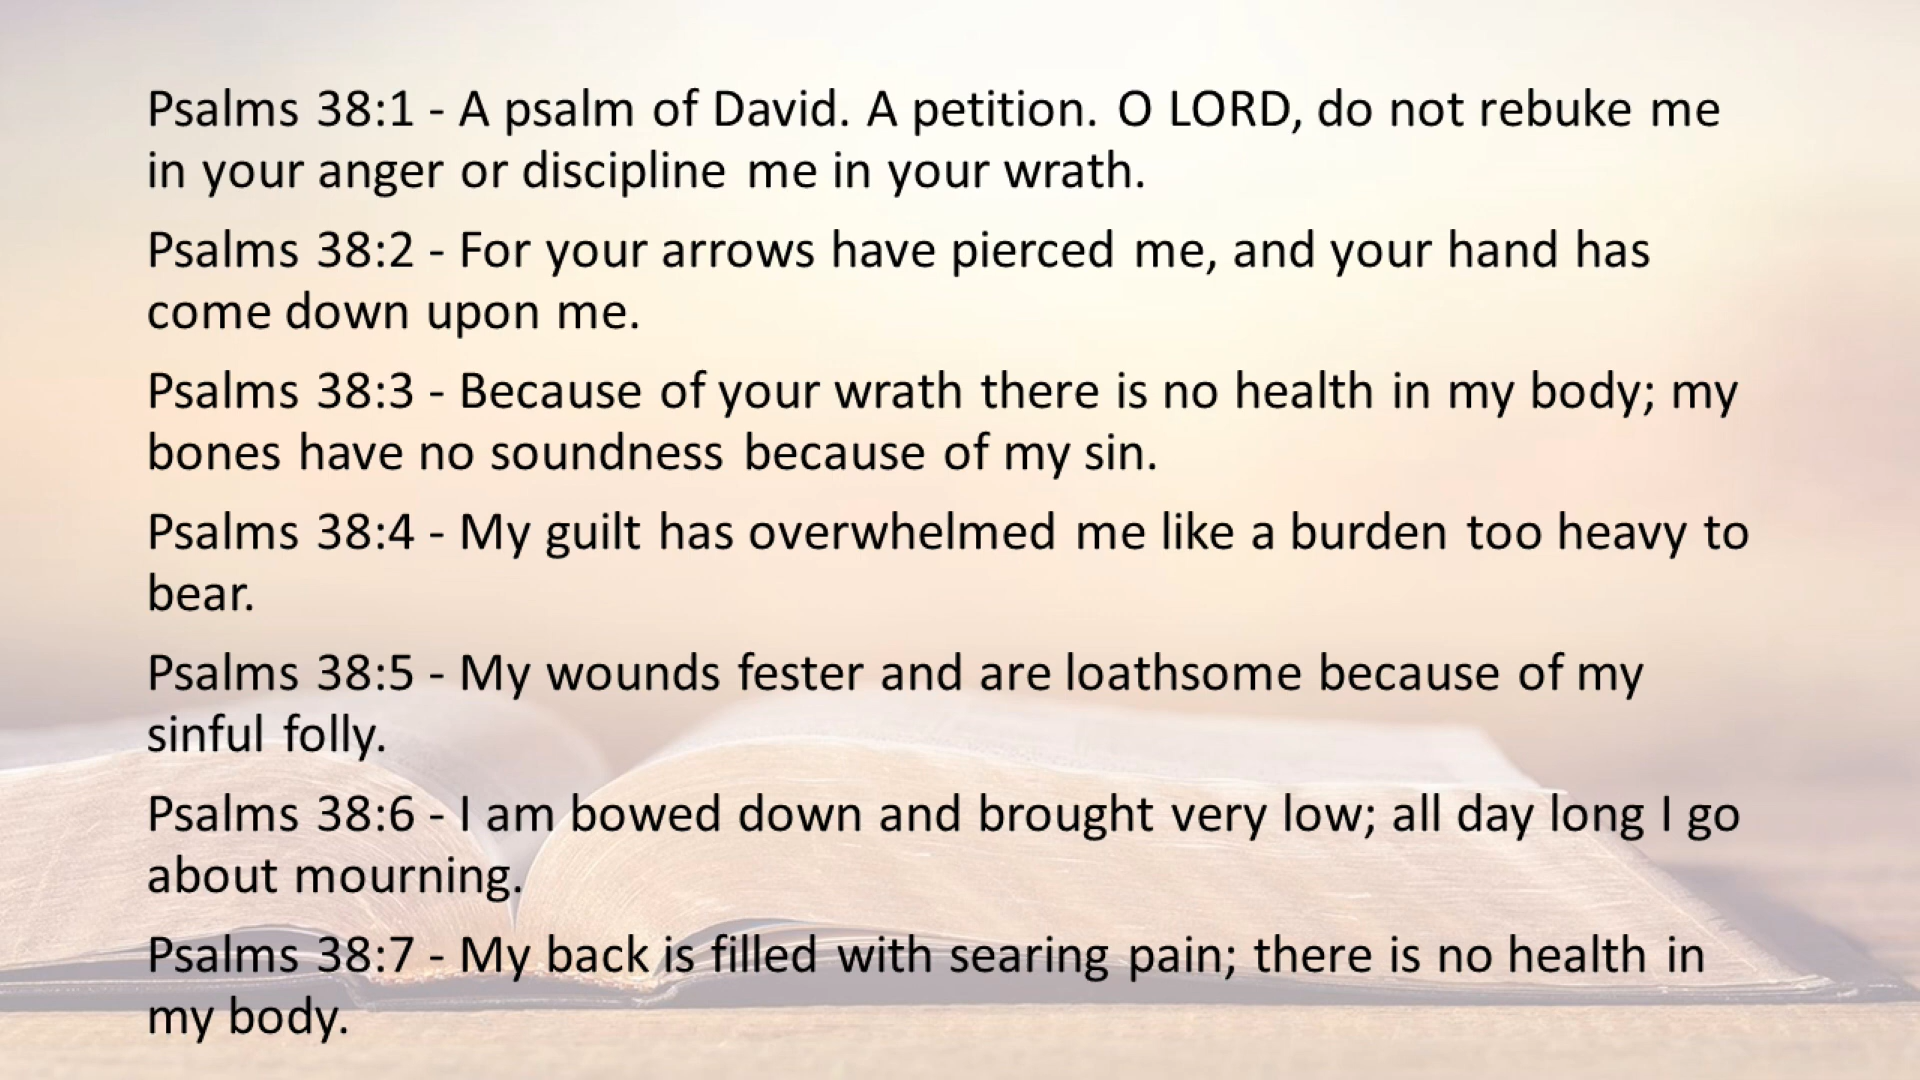 Psalms 38:1 - A psalm of David. A petition. O LORD, do not rebuke me
in your anger or discipline me in your wrath.
Psalms 38:2 - For your arrows have pierced me, and your hand has
come down upon me.
Psalms 38:3 - Because of your wrath there is no health in my body; my
bones have no soundness because of my sin.
Psalms 38:4 - My guilt has overwhelmed me like a burden too heavy to
bear.
Psalms 38:5 - My wounds fester and are loathsome because of my
sinful folly.
Psalms 38:6 - I am bowed down and brought very low; all day long I go
about mourning.
Psalms 38:7 - My back is filled with searing pain; there is no health in
my body.